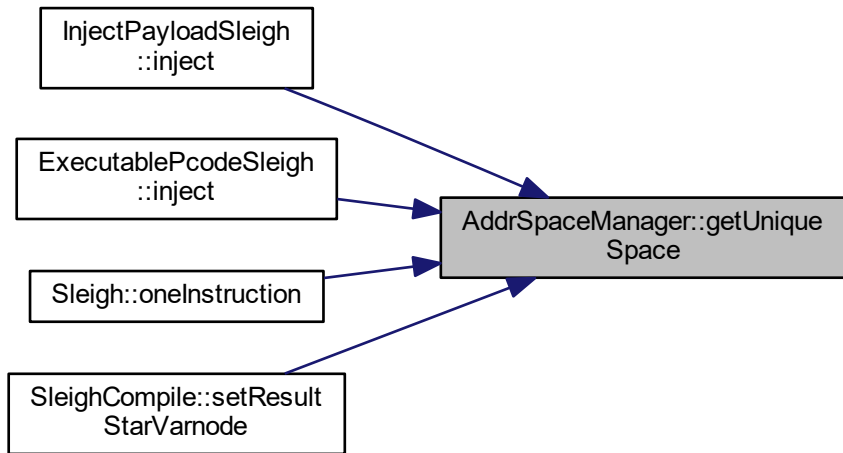 InjectPayloadSleigh
::inject
ExecutablePcodeSleigh
::inject
AddrSpaceManager::getUnique
Space
Sleigh::oneInstruction
SleighCompile::setResult
StarVarnode